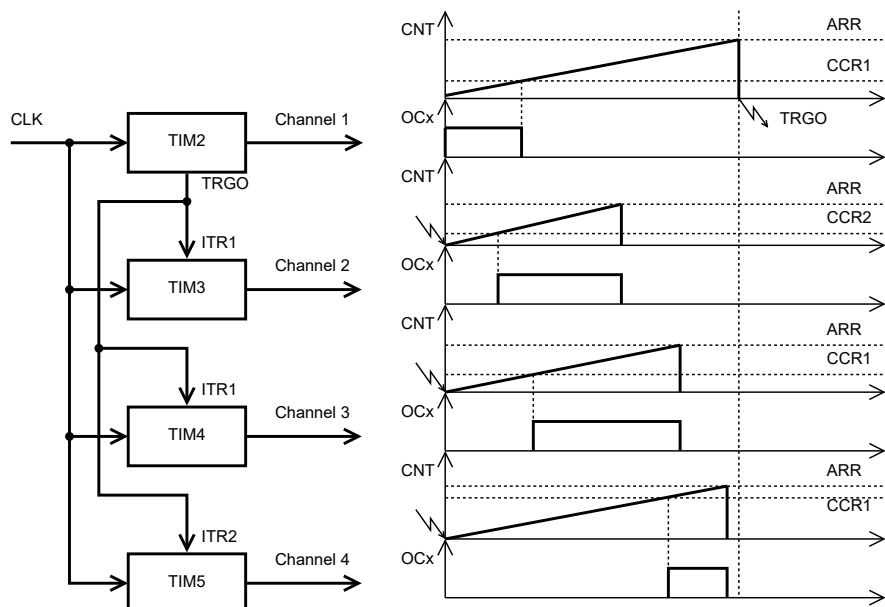 CLK
TIM2
Channel 1
TRGO
ITR1
TIM3
Channel 2
ITR1
TIM4
Channel 3
ITR2
TIM5
Channel 4
CNT
ARR
CCR1
TRGO
OCx
CNT
ARR
CCR2
OCx
CNT
ARR
CCR1
OCx
CNT
ARR
CCR1
OCx